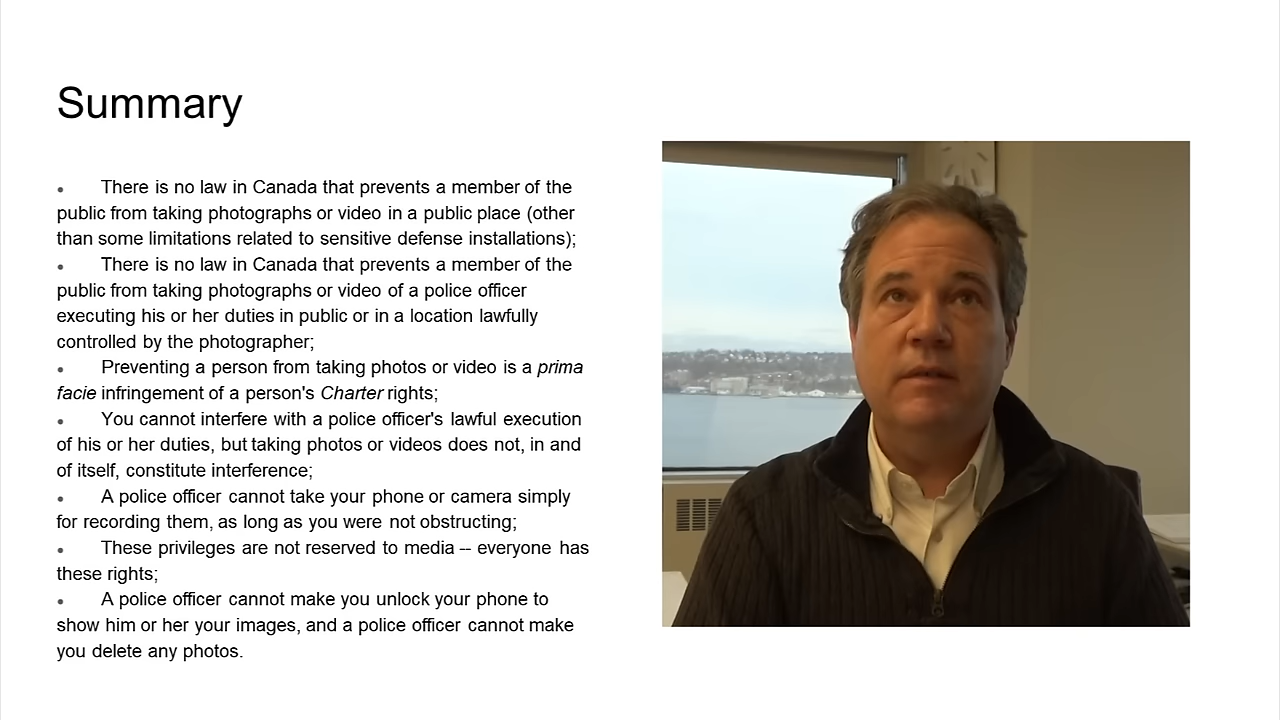 Summary
• There is no law in Canada that prevents a member of the
public from taking photographs or video in a public place (other
than some limitations related to sensitive defense installations);
• There is no law in Canada that prevents a member of the
public from taking photographs or video of a police officer
executing his or her duties in public or in a location lawfully
controlled by the photographer;
• Preventing a person from taking photos or video is a prima
facie infringement of a person's Charter rights;
• You cannot interfere with a police officer's lawful execution
of his or her duties, but taking photos or videos does not, in and
of itself, constitute interference;
• A police officer cannot take your phone or camera simply
for recording them, as long as you were not obstructing;
• These privileges are not reserved to media -- everyone has
these rights;
• A police officer cannot make you unlock your phone to
show him or her your images, and a police officer cannot make
you delete any photos.